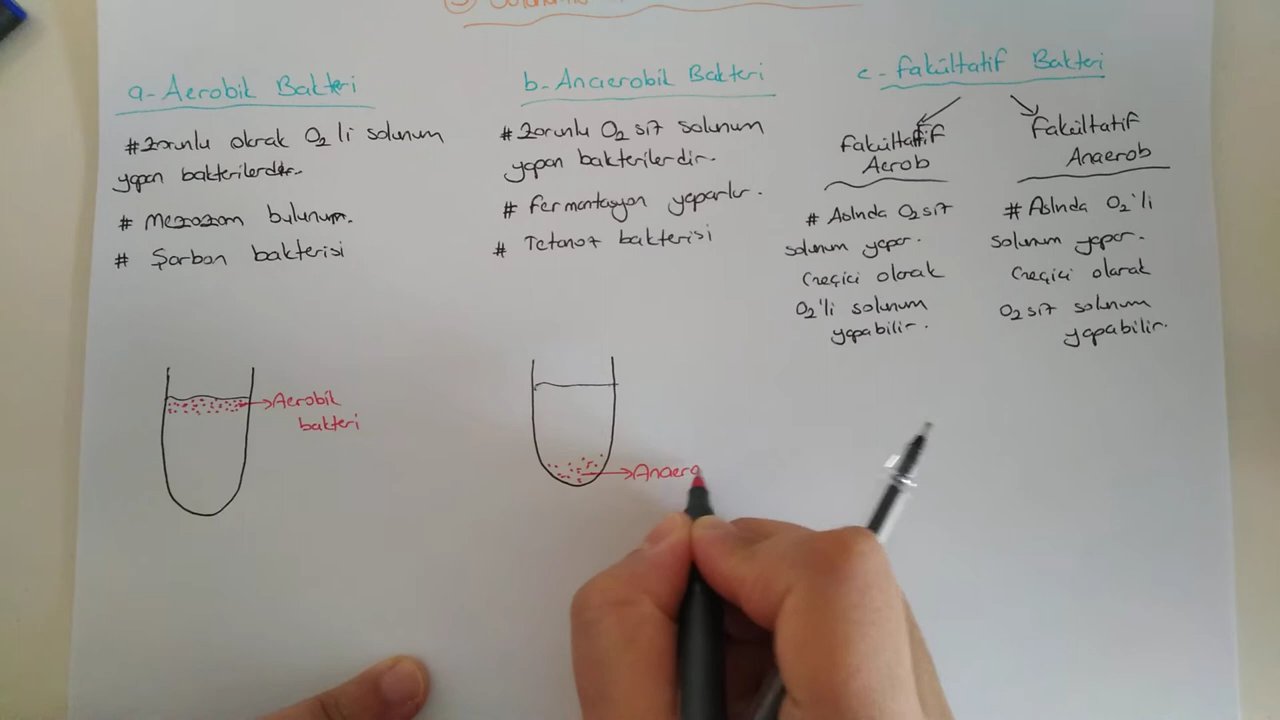 a- Aerobik Bakteri
#Zorunlu olarak O2'li solunum
yapan bakterilerdir.
# Mezozom bulunur.
# Şarbon bakterisi
Aerobik
bakteri
b- Anaerobik Bakteri
#Zorunlu O2 siz solunum
yapan bakterilerdir.
# Fermantasyon yaparlar.
# Tetanoz bakterisi
Anaero
c- Fakültatif Bakteri
Fakültatif
Aerob
# Aslında O2 siz
solunum yapar.
Geçici olarak
O2'li solunum
yapabilir.
Fakültatif
Anaerob
# Aslında O2'li
solunum yapar.
Geçici olarak
O2 siz solunum
yapabilir.